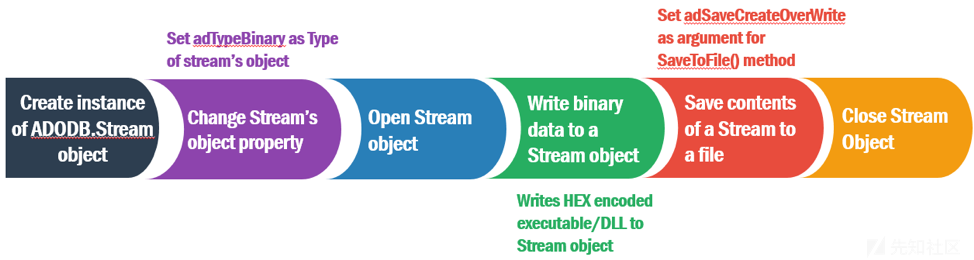 Set adTypeBinary as Type
of stream's object
Set adSaveCreateOverWrite
as argument for
SaveToFile() method
Create instance
of ADODB.Stream
object
Change Stream's
object property
Open Stream
object
Write binary
data to a
Stream object
Save contents
of a Stream to
a file
Close Stream
Object
Writes HEX encoded
executable/DLL to
Stream object
先知社区